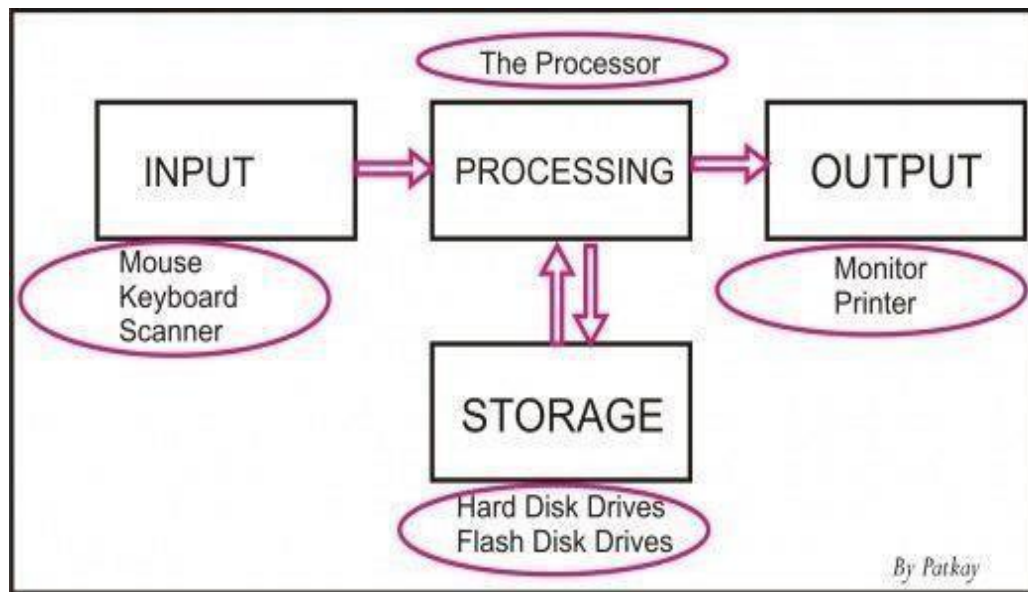 The Processor
INPUT
PROCESSING
OUTPUT
Mouse
Keyboard
Scanner
Monitor
Printer
STORAGE
Hard Disk Drives
Flash Disk Drives
By Patkay